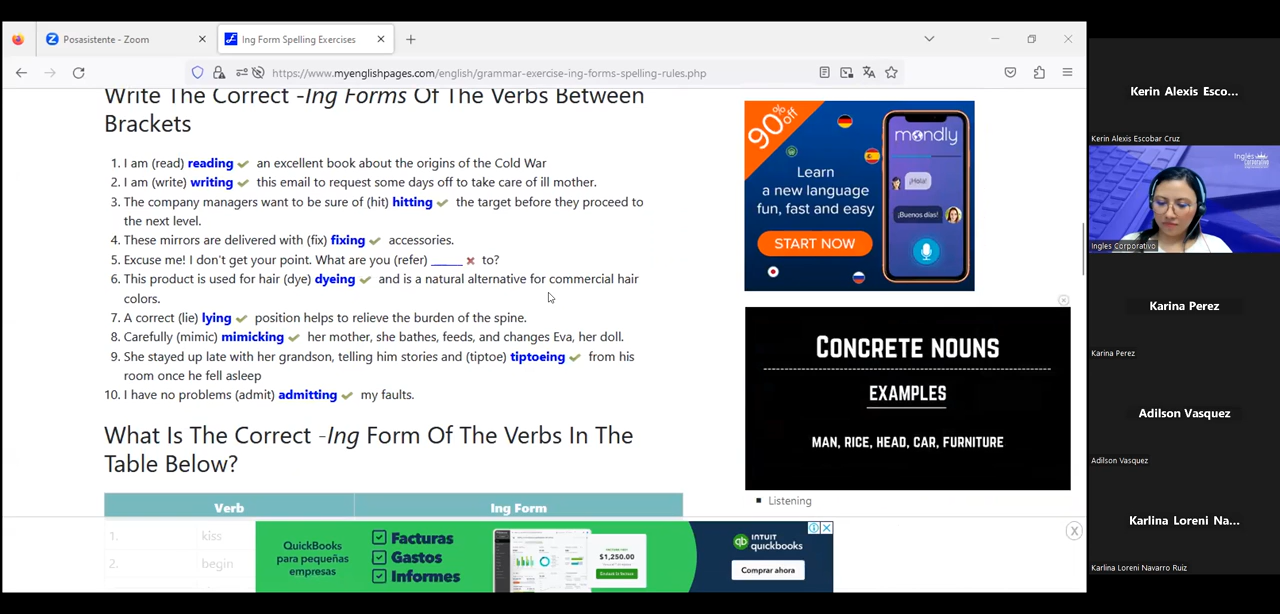 Posasistente - Zoom
Ing Form Spelling Exercises
https://www.myenglishpages.com/english/grammar-exercise-ing-forms-spelling-rules.php
Write The Correct -Ing Forms Of The Verbs Between
Brackets
1. I am (read) reading an excellent book about the origins of the Cold War
2. I am (write) writing this email to request some days off to take care of ill mother.
3. The company managers want to be sure of (hit) hitting the target before they proceed to
the next level.
4. These mirrors are delivered with (fix) fixing accessories.
5. Excuse me! I don't get your point. What are you (refer) _____ to?
6. This product is used for hair (dye) dyeing and is a natural alternative for commercial hair
colors.
7. A correct (lie) lying position helps to relieve the burden of the spine.
8. Carefully (mimic) mimicking her mother, she bathes, feeds, and changes Eva, her doll.
9. She stayed up late with her grandson, telling him stories and (tiptoe) tiptoeing from his
room once he fell asleep
10. I have no problems (admit) admitting my faults.
What Is The Correct -Ing Form Of The Verbs In The
Table Below?
Verb Ing Form
1. kiss
2. begin
90% off
mondly
Learn
a new language
fun, fast and easy
START NOW
¡Hola!
¡Buenos días!
CONCRETE NOUNS
EXAMPLES
MAN, RICE, HEAD, CAR, FURNITURE
Listening
QuickBooks
para pequeñas
empresas
Facturas
Gastos
Informes
$1,250.00
INTUIT
quickbooks
Comprar ahora
Kerin Alexis Esco...
Kerin Alexis Escobar Cruz
Inglés
Corporativo
Ingles Corporativo
Karina Perez
Karina Perez
Adilson Vasquez
Adilson Vasquez
Karlina Loreni Na...
Karlina Loreni Navarro Ruiz